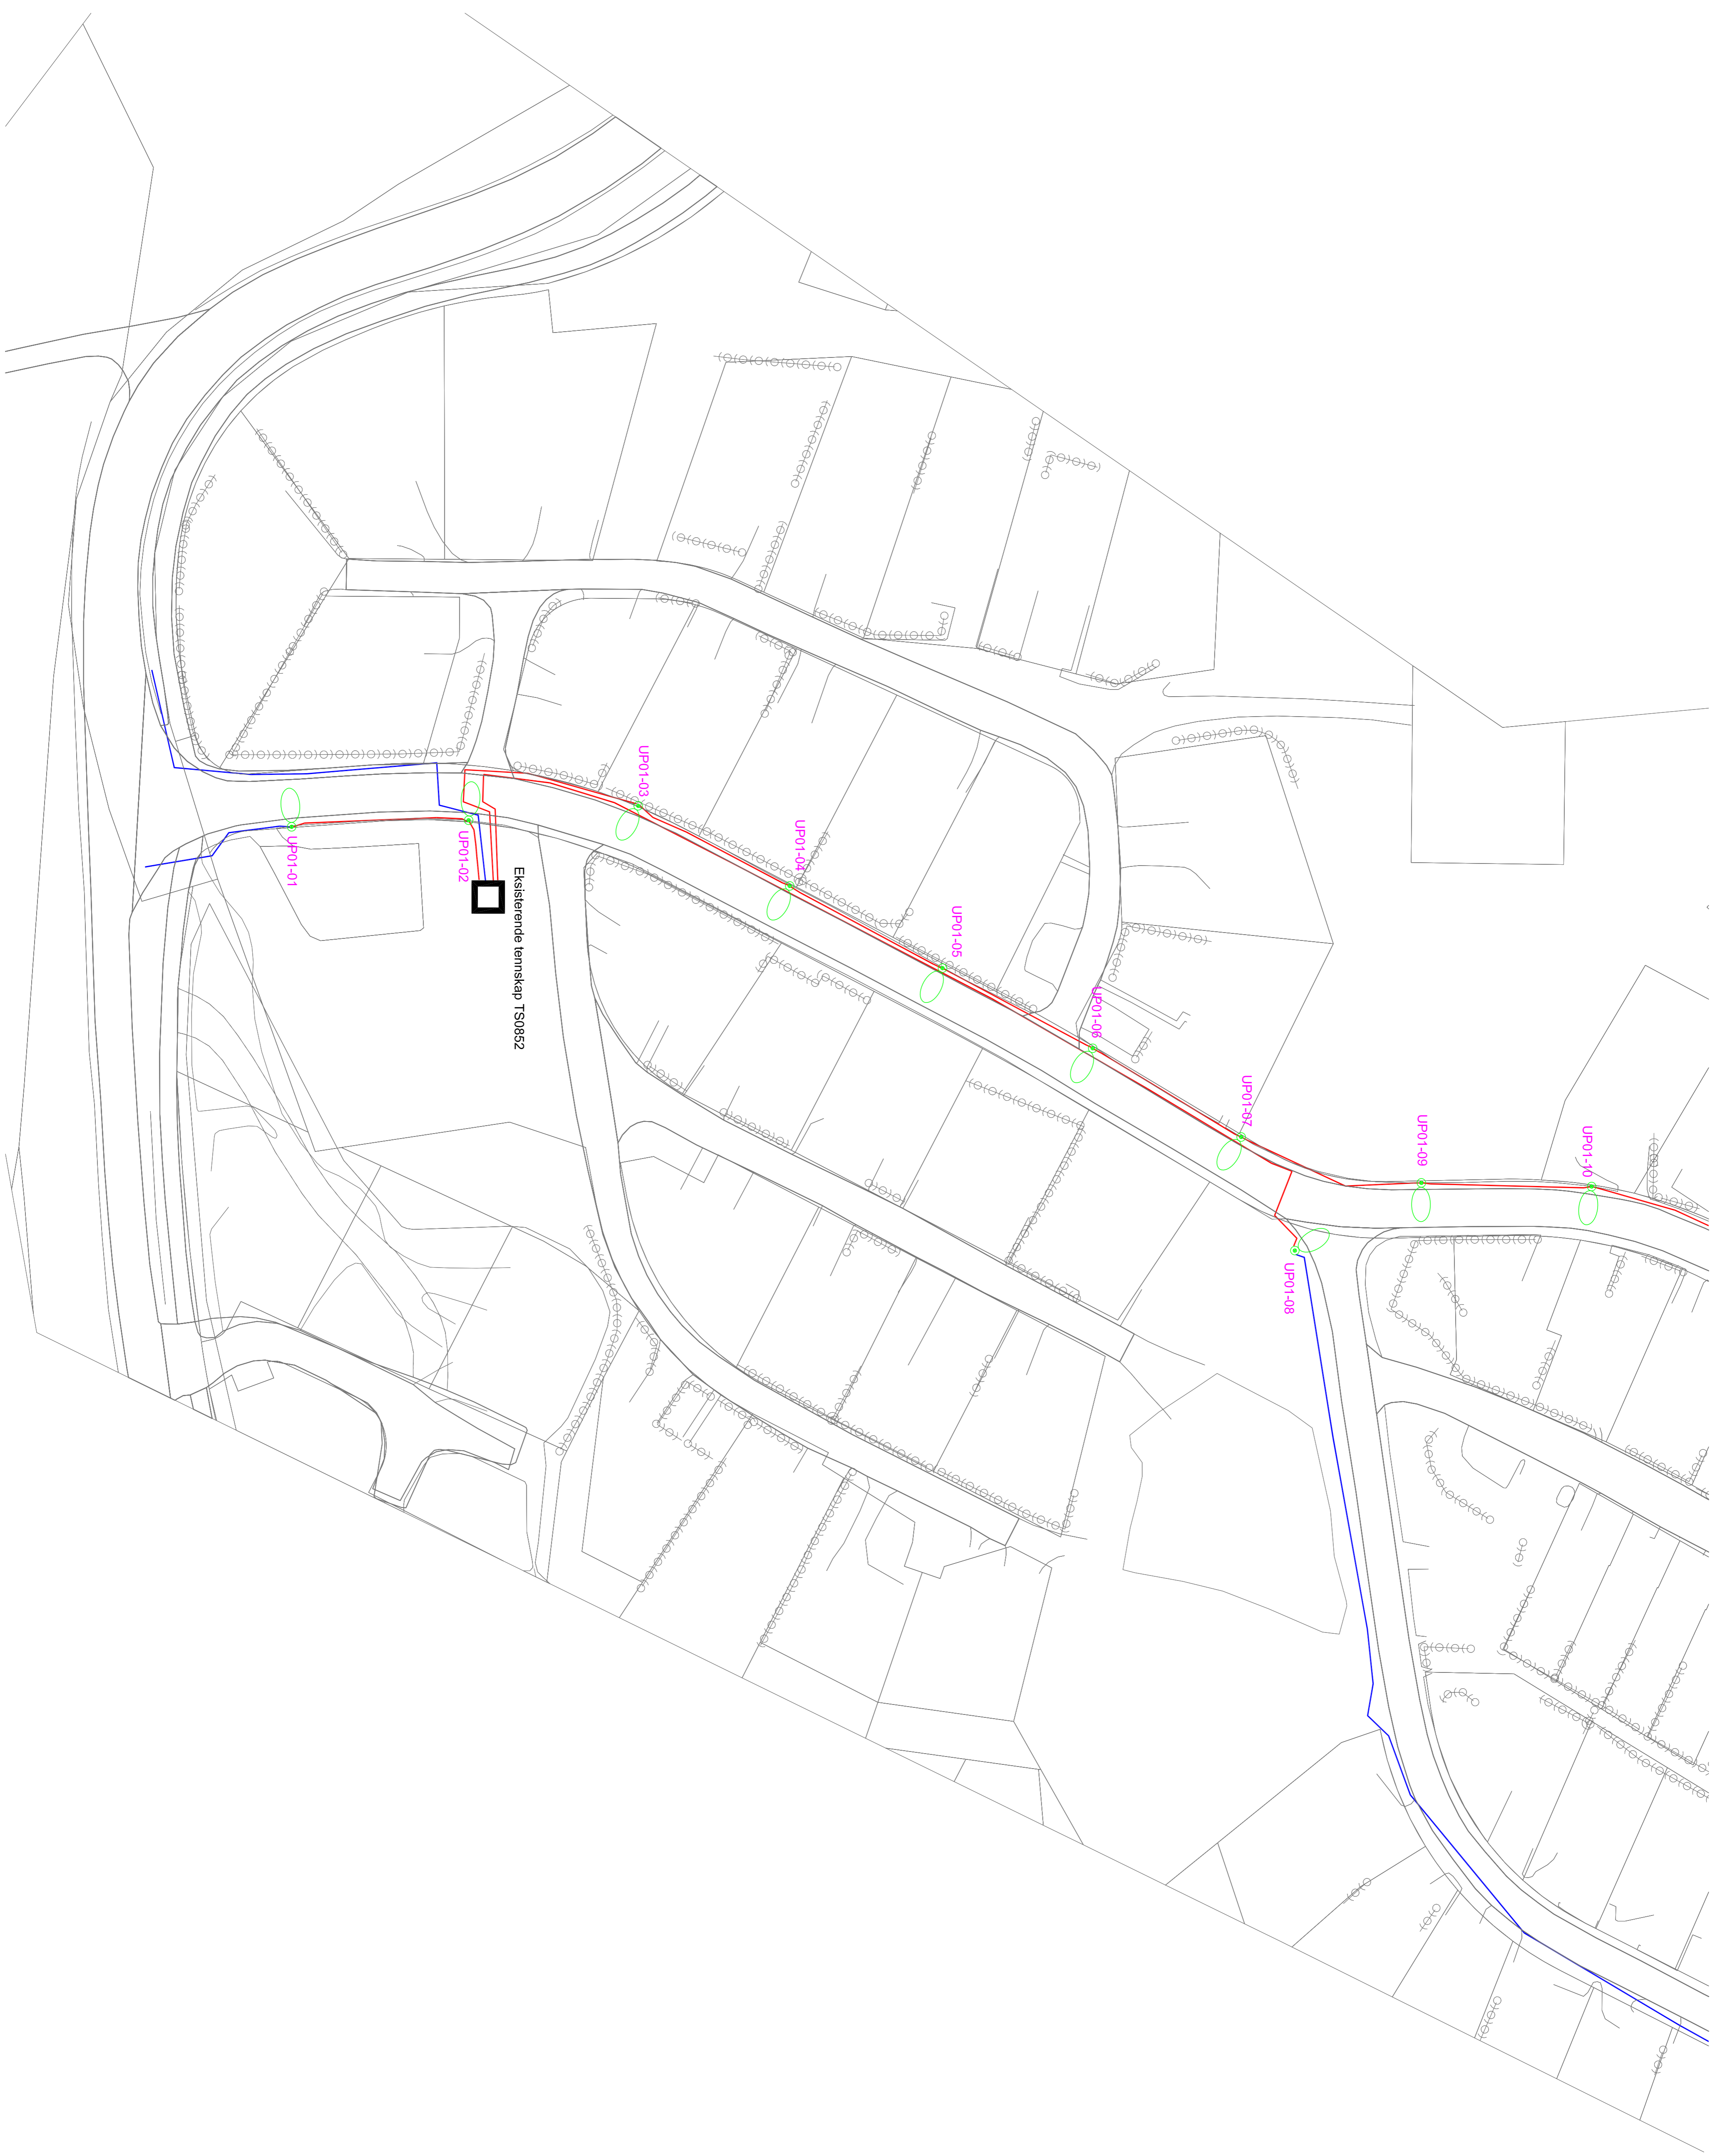 UP01-01
UP01-02
Eksisterende tennskap TS0852
UP01-03
UP01-04
UP01-05
UP01-06
UP01-07
UP01-08
UP01-09
UP01-10